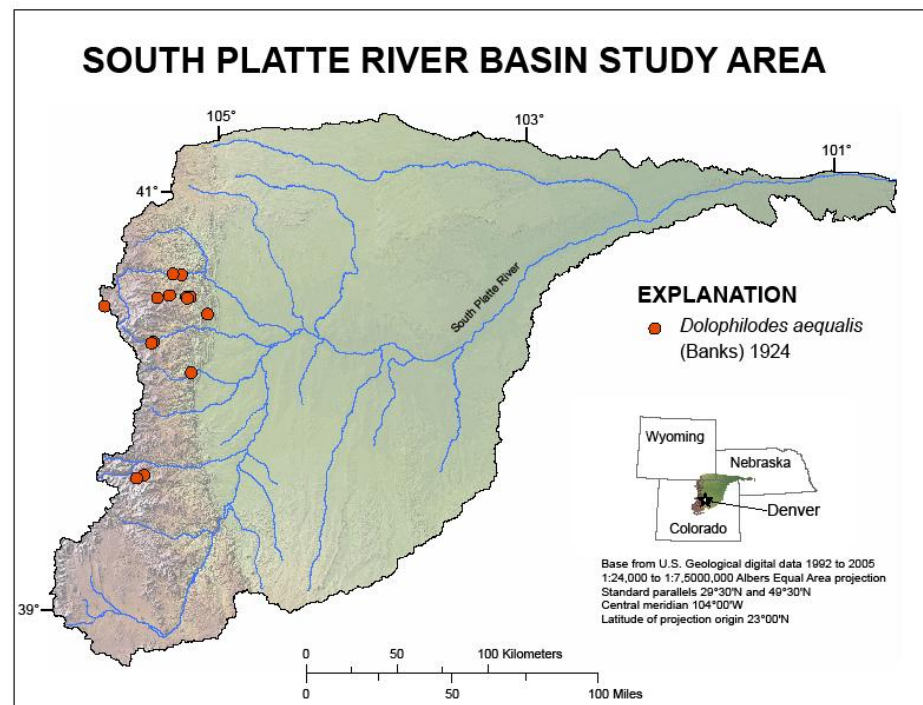 SOUTH PLATTE RIVER BASIN STUDY AREA
105°
103°
101°
41°
South Platte River
EXPLANATION
Dolophilodes aequalis
(Banks) 1924
Wyoming
Nebraska
Denver
Colorado
Base from U.S. Geological digital data 1992 to 2005
1:24,000 to 1:7,5000,000 Albers Equal Area projection
Standard parallels 29°30'N and 49°30'N
Central meridian 104°00'W
Latitude of projection origin 23°00'N
39°
0 50 100 Kilometers
0 50 100 Miles